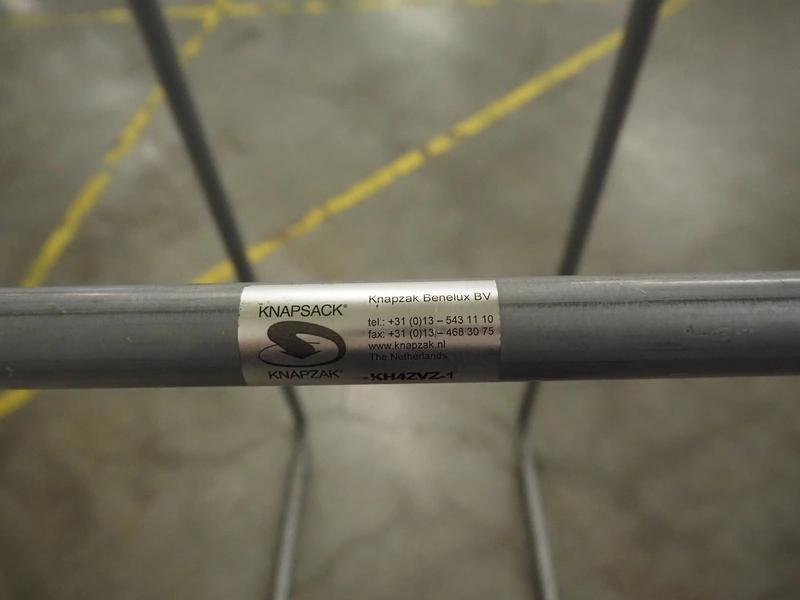 KNAPSACK®
KNAPZAK®
Knapzak Benelux BV
tel.: +31 (0)13 – 543 11 10
fax: +31 (0)13 – 468 30 75
www.knapzak.nl
The Netherlands
-KH4ZVZ-1